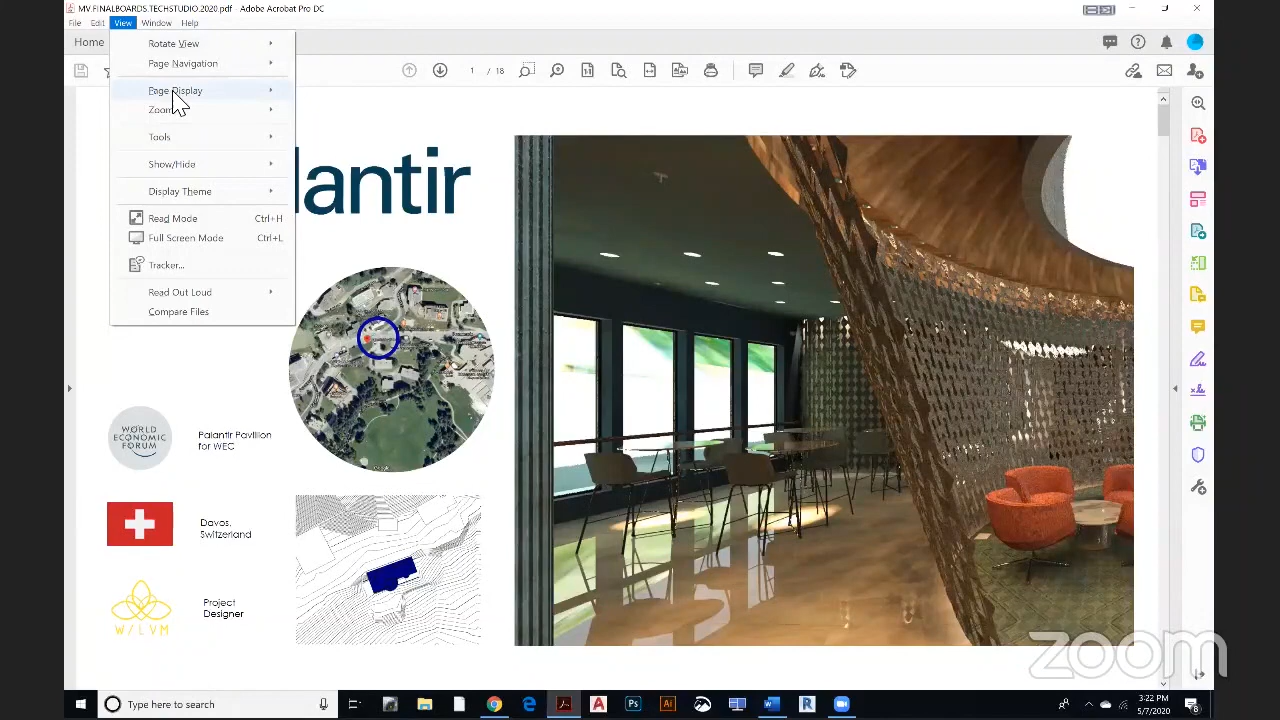 MV.FINALBOARDS.TECHSTUDIO.2020.pdf - Adobe Acrobat Pro DC
File Edit View Window Help
Home
1 / 18
Rotate View
Page Navigation
Page Display
Zoom
Tools
Show/Hide
Display Theme
Read Mode Ctrl+H
Full Screen Mode Ctrl+L
Tracker...
Read Out Loud
Compare Files
lantir
WORLD
ECONOMIC
FORUM
Palantir Pavilion
for WEC
Davos,
Switzerland
W/LVM
Project
Designer
Google
zoom
Type here to search
3:22 PM
5/7/2020